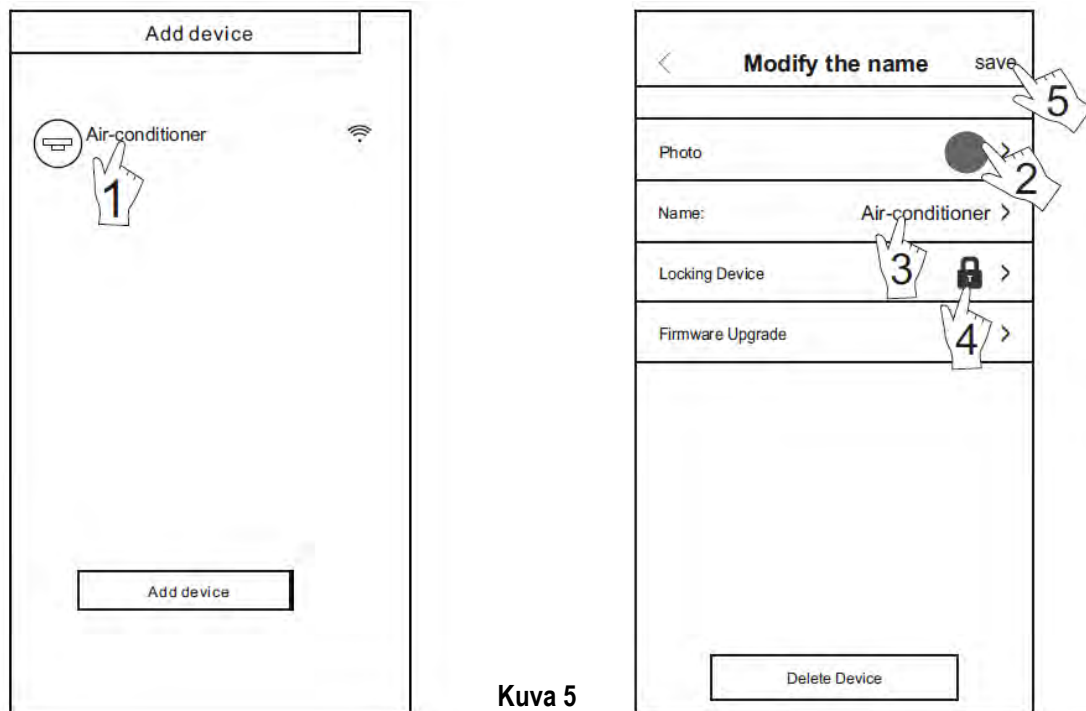 Add device
Air-conditioner
1
Add device
Kuva 5
Modify the name save
5
Photo
2
Name: Air-conditioner
3
Locking Device
4
Firmware Upgrade
Delete Device